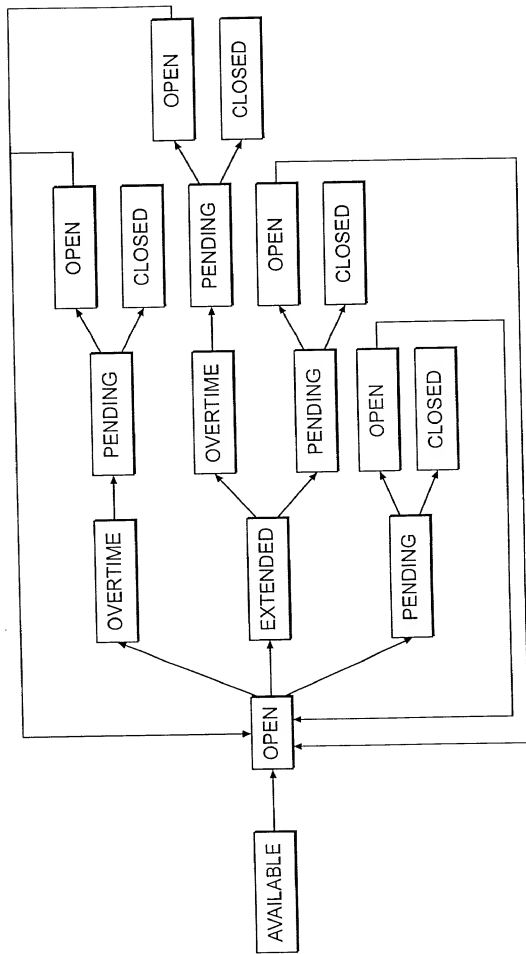 AVAILABLE
OPEN
OVERTIME
EXTENDED
PENDING
PENDING
OVERTIME
PENDING
OPEN
CLOSED
OPEN
CLOSED
PENDING
OPEN
CLOSED
OPEN
CLOSED